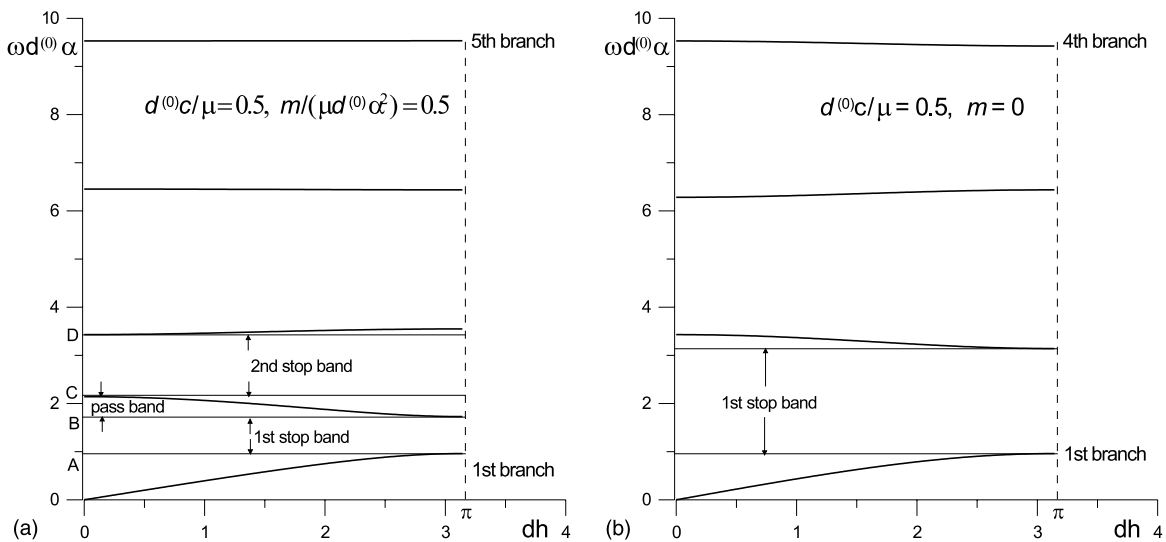 10
ωd⁽⁰⁾α
8
6
4
D
C
2
B
A
0
5th branch
d⁽⁰⁾c/μ=0.5, m/(μd⁽⁰⁾α²)=0.5
2nd stop band
pass band
1st stop band
1st branch
0 1 2 3 π 4
(a)
dh
10
ωd⁽⁰⁾α
8
6
4
2
0
4th branch
d⁽⁰⁾c/μ = 0.5, m = 0
1st stop band
1st branch
0 1 2 3 π 4
(b)
dh